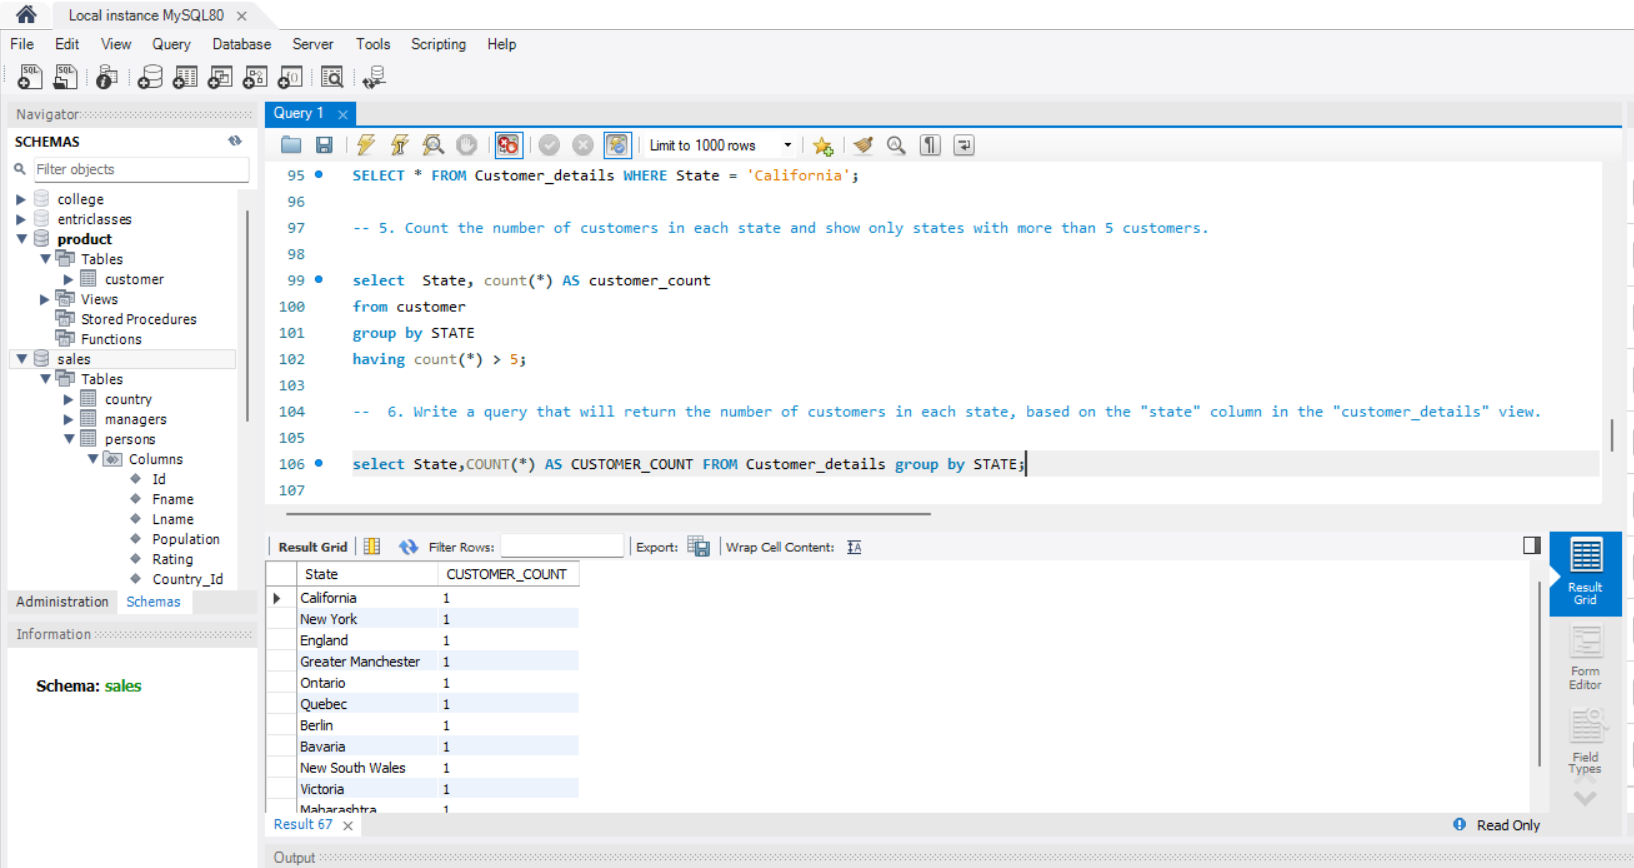 Local instance MySQL80
File Edit View Query Database Server Tools Scripting Help
Navigator
SCHEMAS
Filter objects
college
entriclasses
product
Tables
customer
Views
Stored Procedures
Functions
sales
Tables
country
managers
persons
Columns
Id
Fname
Lname
Population
Rating
Country_Id
Administration Schemas
Information
Schema: sales
Query 1
Limit to 1000 rows
95 SELECT * FROM Customer_details WHERE State = 'California';
96
97 -- 5. Count the number of customers in each state and show only states with more than 5 customers.
98
99 select  State, count(*) AS customer_count
100 from customer
101 group by STATE
102 having count(*) > 5;
103
104 --  6. Write a query that will return the number of customers in each state, based on the "state" column in the "customer_details" view.
105
106 select State,COUNT(*) AS CUSTOMER_COUNT FROM Customer_details group by STATE;
107
Result Grid Filter Rows: Export: Wrap Cell Content:
State CUSTOMER_COUNT
California 1
New York 1
England 1
Greater Manchester 1
Ontario 1
Quebec 1
Berlin 1
Bavaria 1
New South Wales 1
Victoria 1
Maharashtra 1
Result Grid
Form Editor
Field Types
Result 67
Read Only
Output